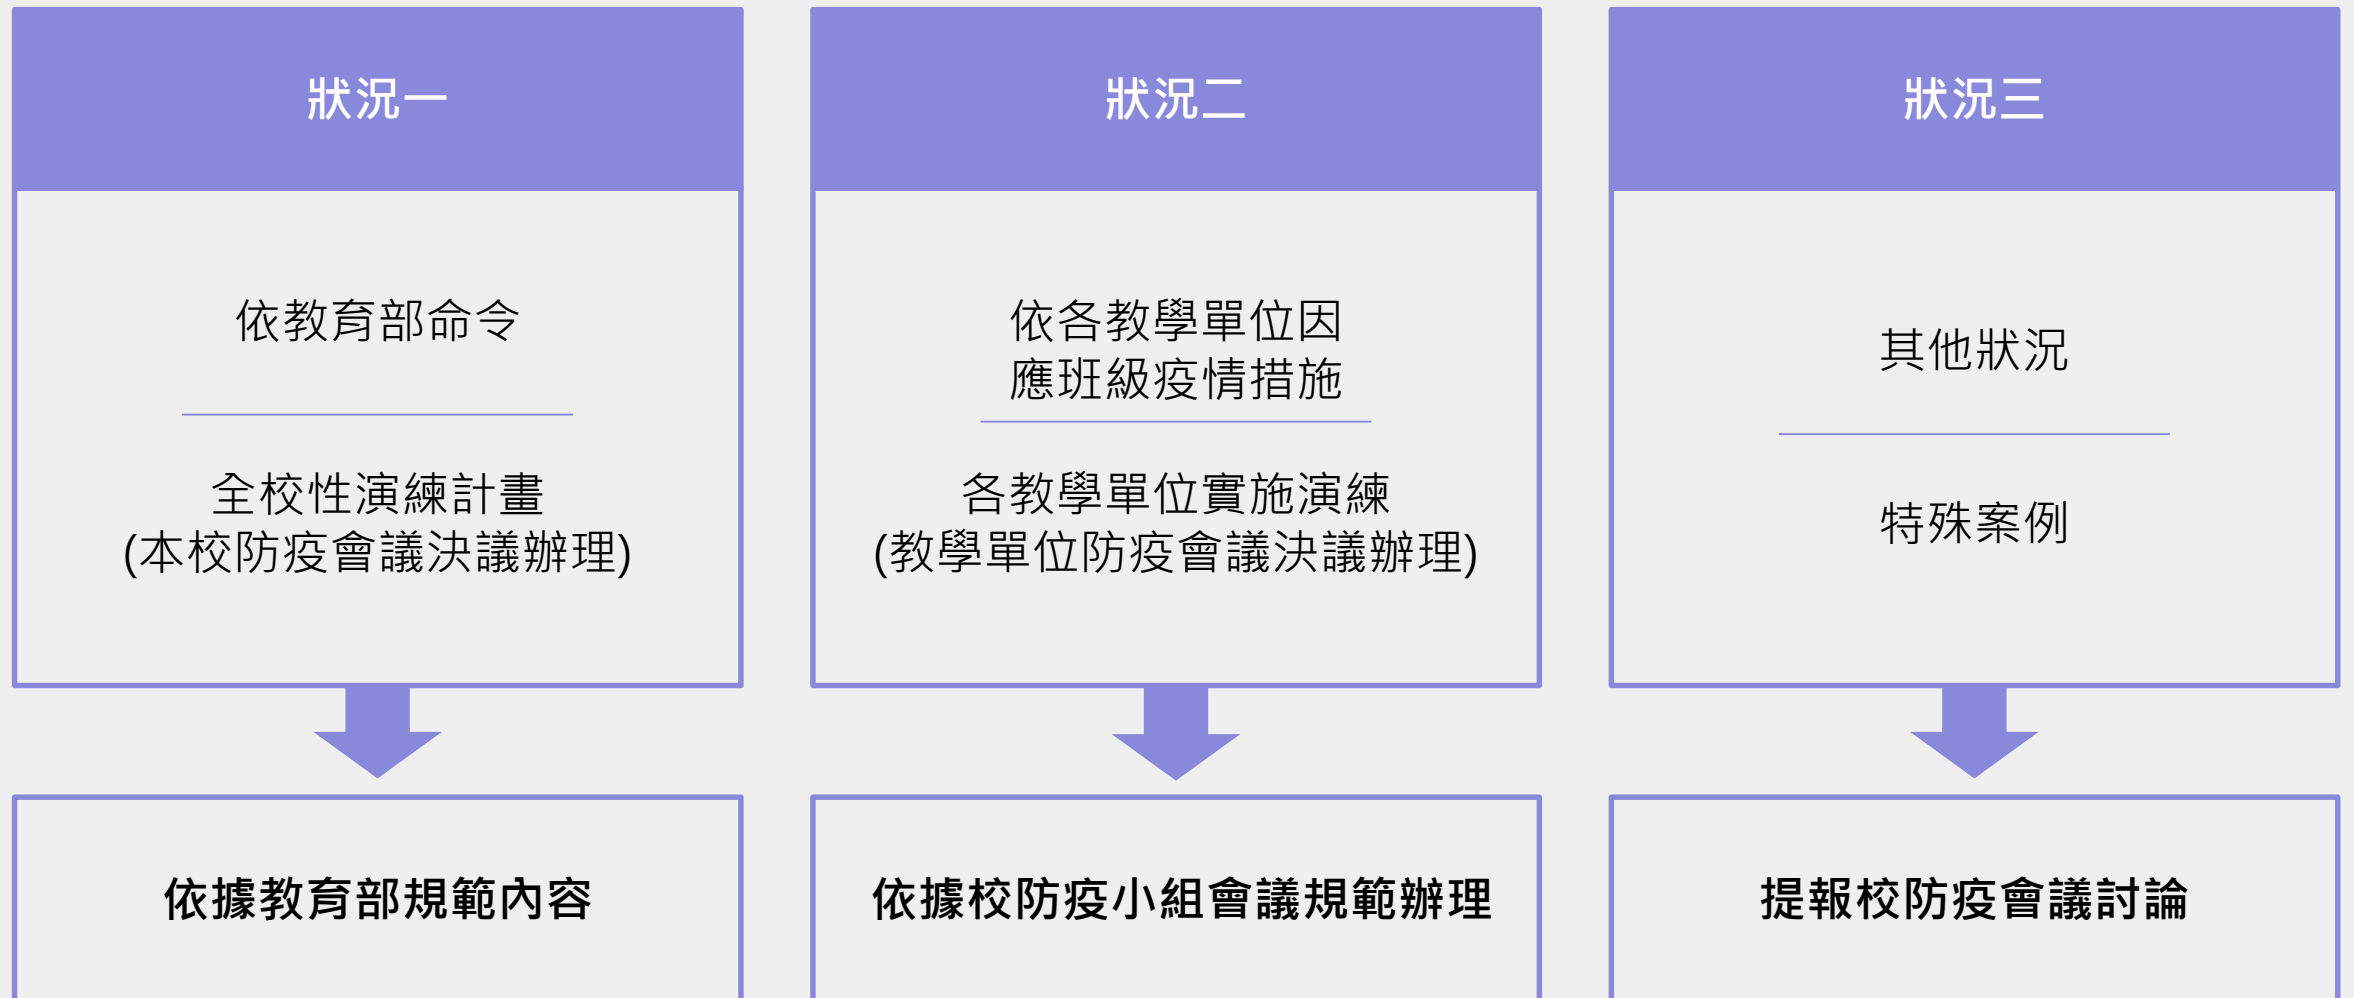 狀況一
依教育部命令
全校性演練計畫
(本校防疫會議決議辦理)
依據教育部規範內容
狀況二
依各教學單位因
應班級疫情措施
各教學單位實施演練
(教學單位防疫會議決議辦理)
依據校防疫小組會議規範辦理
狀況三
其他狀況
特殊案例
提報校防疫會議討論